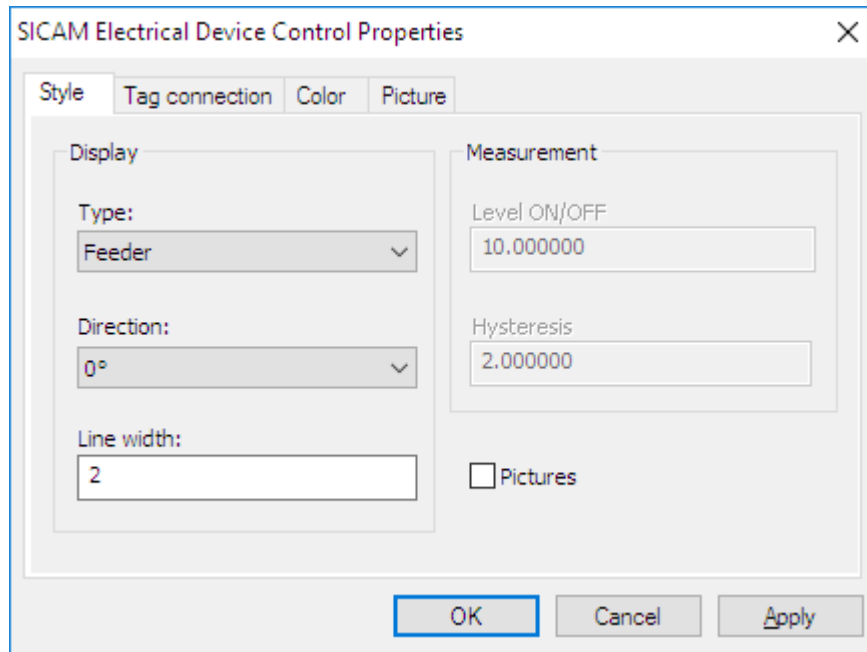 SICAM Electrical Device Control Properties
Style Tag connection Color Picture
Display
Type:
Feeder
Direction:
0°
Line width:
2
Measurement
Level ON/OFF
10.000000
Hysteresis
2.000000
Pictures
OK Cancel Apply